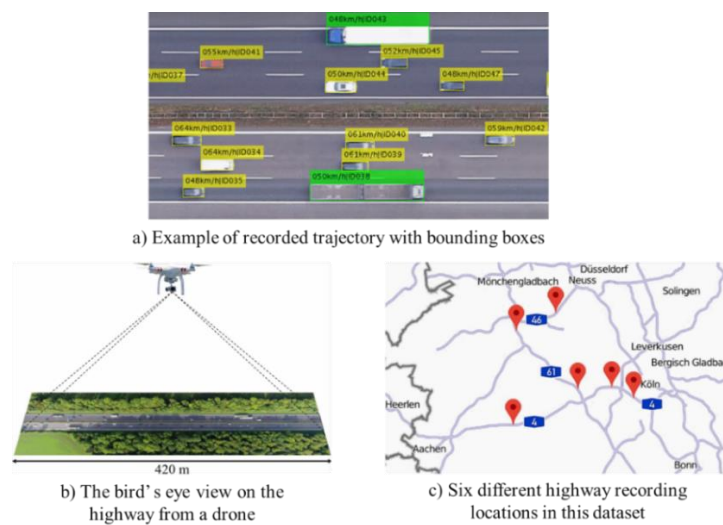 048km/h|ID043
055km/h|ID041
052km/h|ID045
|ID037
050km/h|ID044
048km/h|ID047
064km/h|ID033
061km/h|ID040
059km/h|ID042
064km/h|ID034
061km/h|ID039
048km/h|ID035
050km/h|ID038
a) Example of recorded trajectory with bounding boxes
420 m
b) The bird's eye view on the
highway from a drone
Düsseldorf
Mönchengladbach
Neuss
Solingen
46
Leverkusen
Bergisch Gladba
61
Köln
4
Heerlen
4
Aachen
Bonn
c) Six different highway recording
locations in this dataset